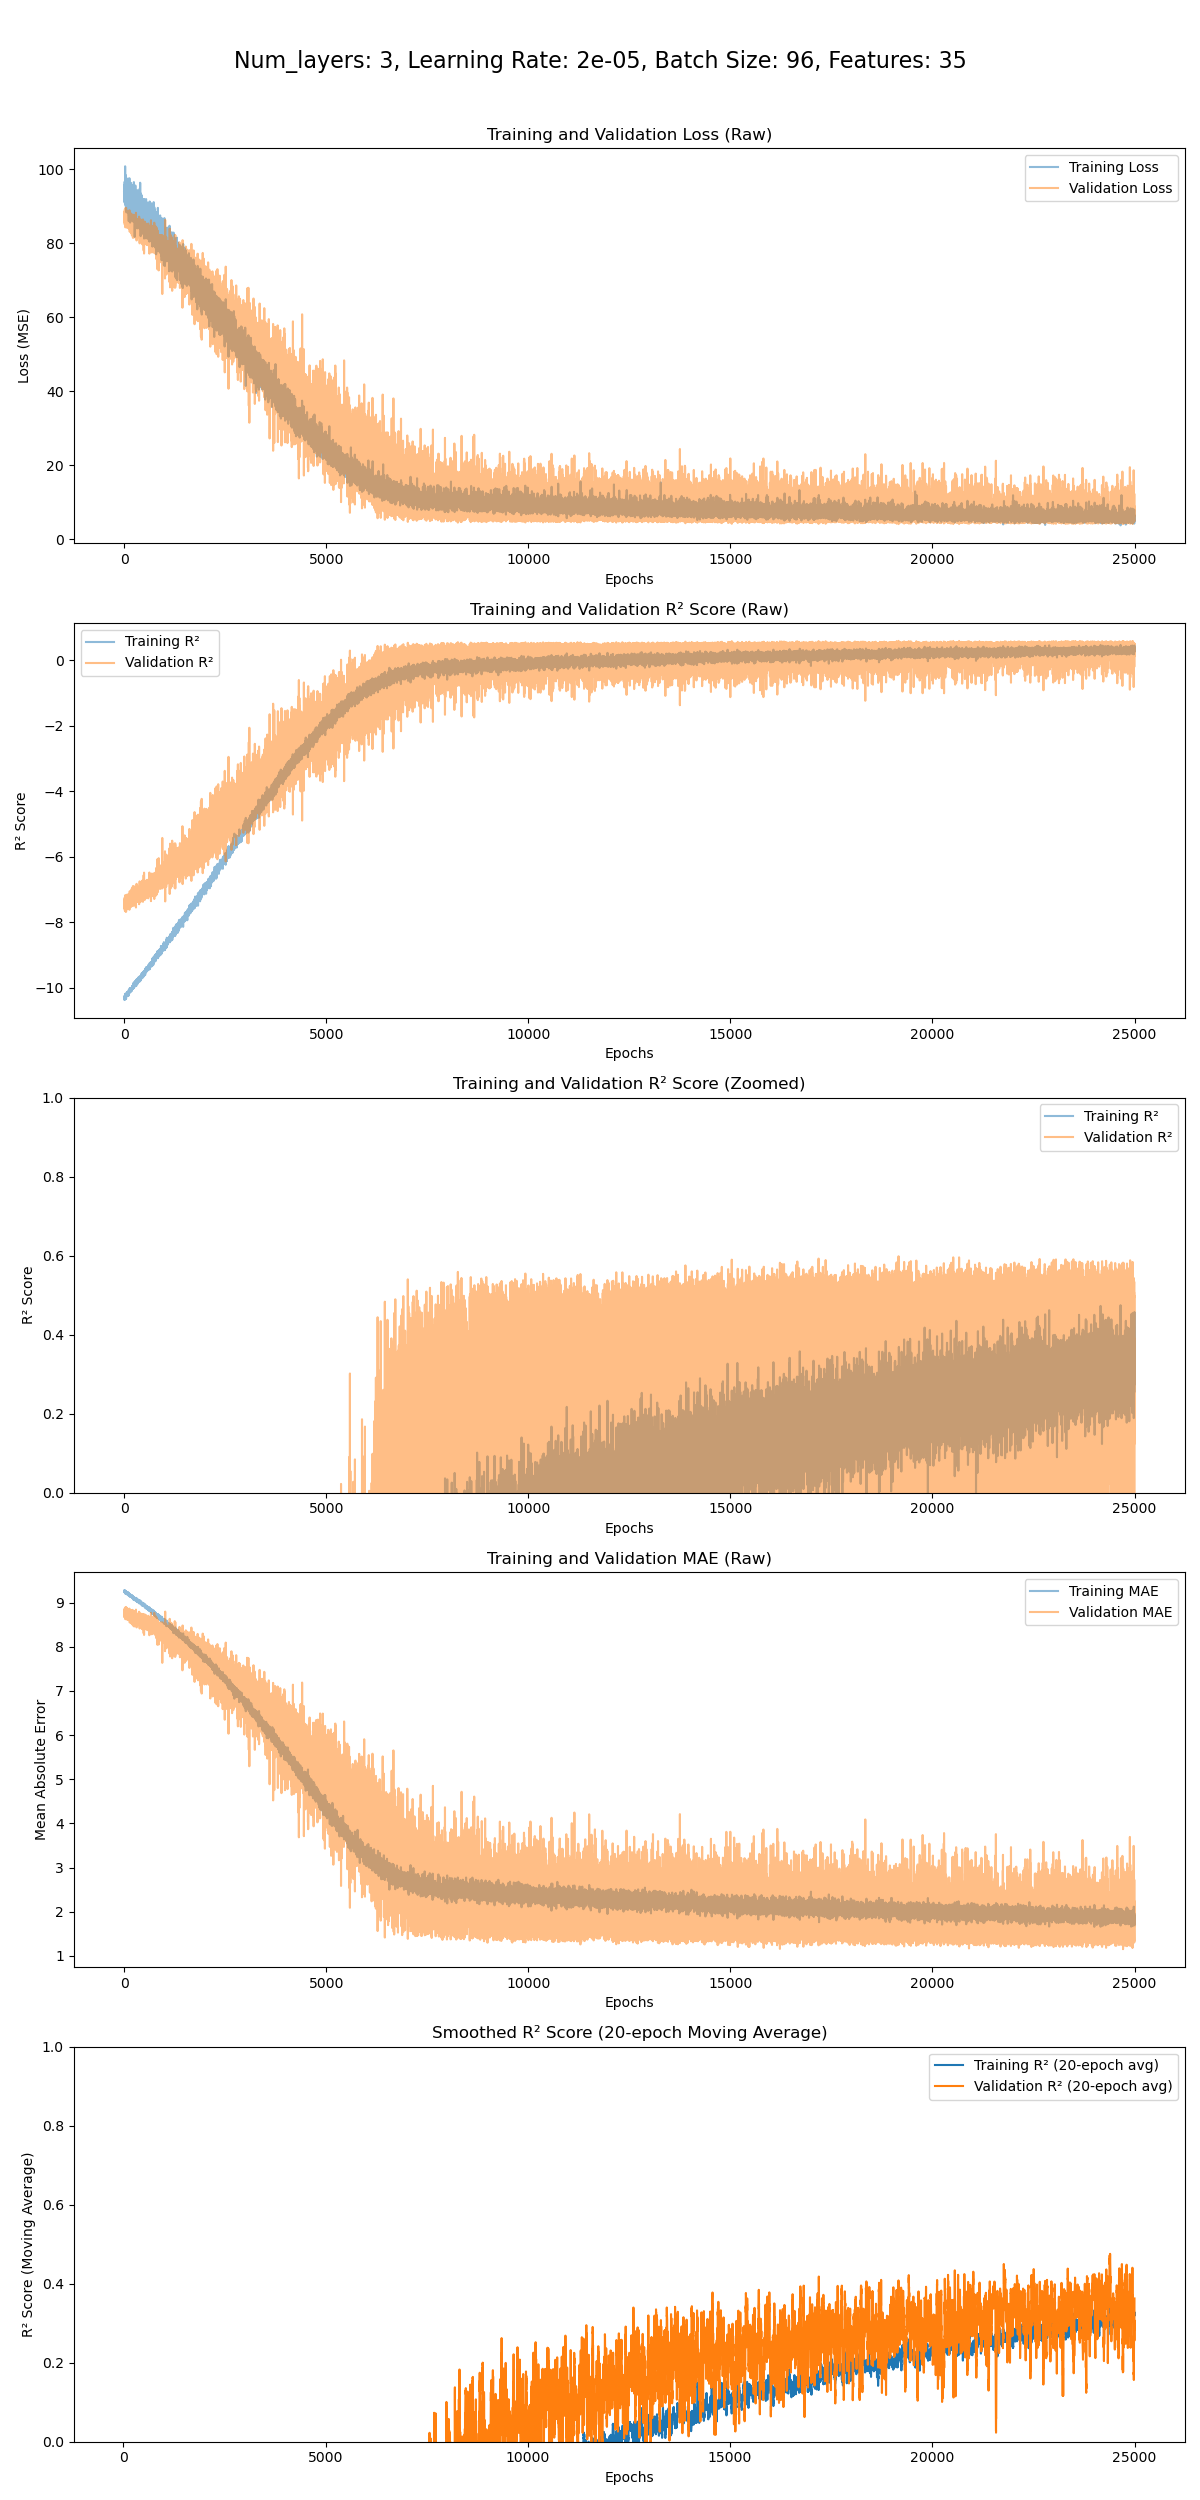 Num_layers: 3, Learning Rate: 2e-05, Batch Size: 96, Features: 35
Training and Validation Loss (Raw)
Training Loss
Validation Loss
100
80
60
40
20
0
Loss (MSE)
0 5000 10000 15000 20000 25000
Epochs
Training and Validation R² Score (Raw)
Training R²
Validation R²
0
−2
−4
−6
−8
−10
R² Score
0 5000 10000 15000 20000 25000
Epochs
Training and Validation R² Score (Zoomed)
Training R²
Validation R²
1.0
0.8
0.6
0.4
0.2
0.0
R² Score
0 5000 10000 15000 20000 25000
Epochs
Training and Validation MAE (Raw)
Training MAE
Validation MAE
9
8
7
6
5
4
3
2
1
Mean Absolute Error
0 5000 10000 15000 20000 25000
Epochs
Smoothed R² Score (20-epoch Moving Average)
Training R² (20-epoch avg)
Validation R² (20-epoch avg)
1.0
0.8
0.6
0.4
0.2
0.0
R² Score (Moving Average)
0 5000 10000 15000 20000 25000
Epochs